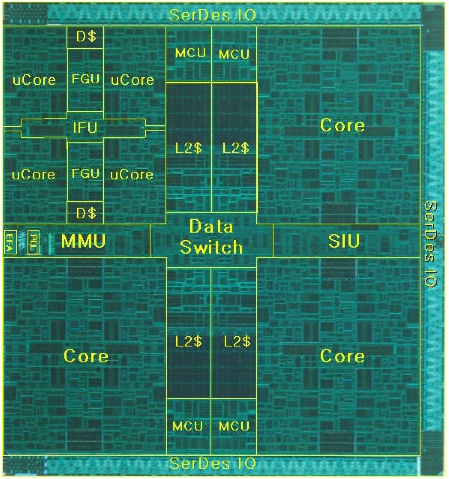 SerDes IO
D$
MCU MCU
uCore FGU uCore
Core
IFU
L2$ L2$
uCore FGU uCore
D$
Data
Switch
EFA
MMU
SIU
SerDes IO
Core
L2$ L2$
Core
MCU MCU
SerDes IO